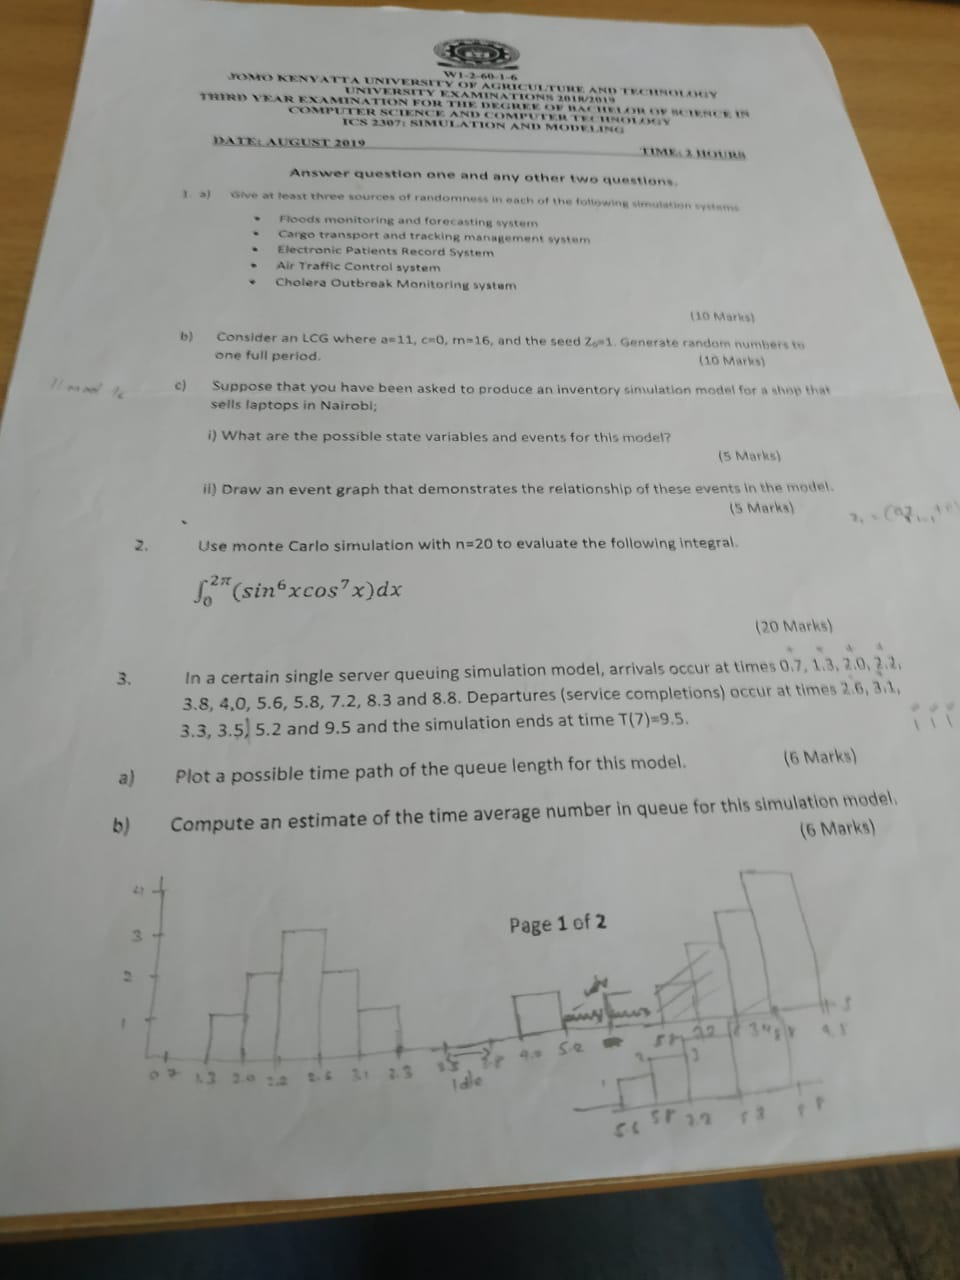 W1-2-60-1-6
JOMO KENYATTA UNIVERSITY OF AGRICULTURE AND TECHNOLOGY
UNIVERSITY EXAMINATIONS 2018/2019
THIRD YEAR EXAMINATION FOR THE DEGREE OF BACHELOR OF SCIENCE IN
COMPUTER SCIENCE AND COMPUTER TECHNOLOGY
ICS 2307: SIMULATION AND MODELING
DATE: AUGUST 2019 TIME: 2 HOURS
Answer question one and any other two questions.
1. a) Give at least three sources of randomness in each of the following simulation systems
• Floods monitoring and forecasting system
• Cargo transport and tracking management system
• Electronic Patients Record System
• Air Traffic Control system
• Cholera Outbreak Monitoring system
(10 Marks)
b) Consider an LCG where a=11, c=0, m=16, and the seed Z₀=1. Generate random numbers to
one full period. (10 Marks)
c) Suppose that you have been asked to produce an inventory simulation model for a shop that
sells laptops in Nairobi;
i) What are the possible state variables and events for this model?
(5 Marks)
ii) Draw an event graph that demonstrates the relationship of these events in the model.
(5 Marks)
2. Use monte Carlo simulation with n=20 to evaluate the following integral.
∫₀²π(sin⁶xcos⁷x)dx
(20 Marks)
3. In a certain single server queuing simulation model, arrivals occur at times 0.7, 1.3, 2.0, 2.2,
3.8, 4,0, 5.6, 5.8, 7.2, 8.3 and 8.8. Departures (service completions) occur at times 2.6, 3.1,
3.3, 3.5, 5.2 and 9.5 and the simulation ends at time T(7)=9.5.
a) Plot a possible time path of the queue length for this model. (6 Marks)
b) Compute an estimate of the time average number in queue for this simulation model.
(6 Marks)
4
3
2
1
Page 1 of 2
0.7 1.3 2.0 2.2 2.6 3.1 3.3 3.5 4.0 5.2
Idle
5.6 5.8 7.2